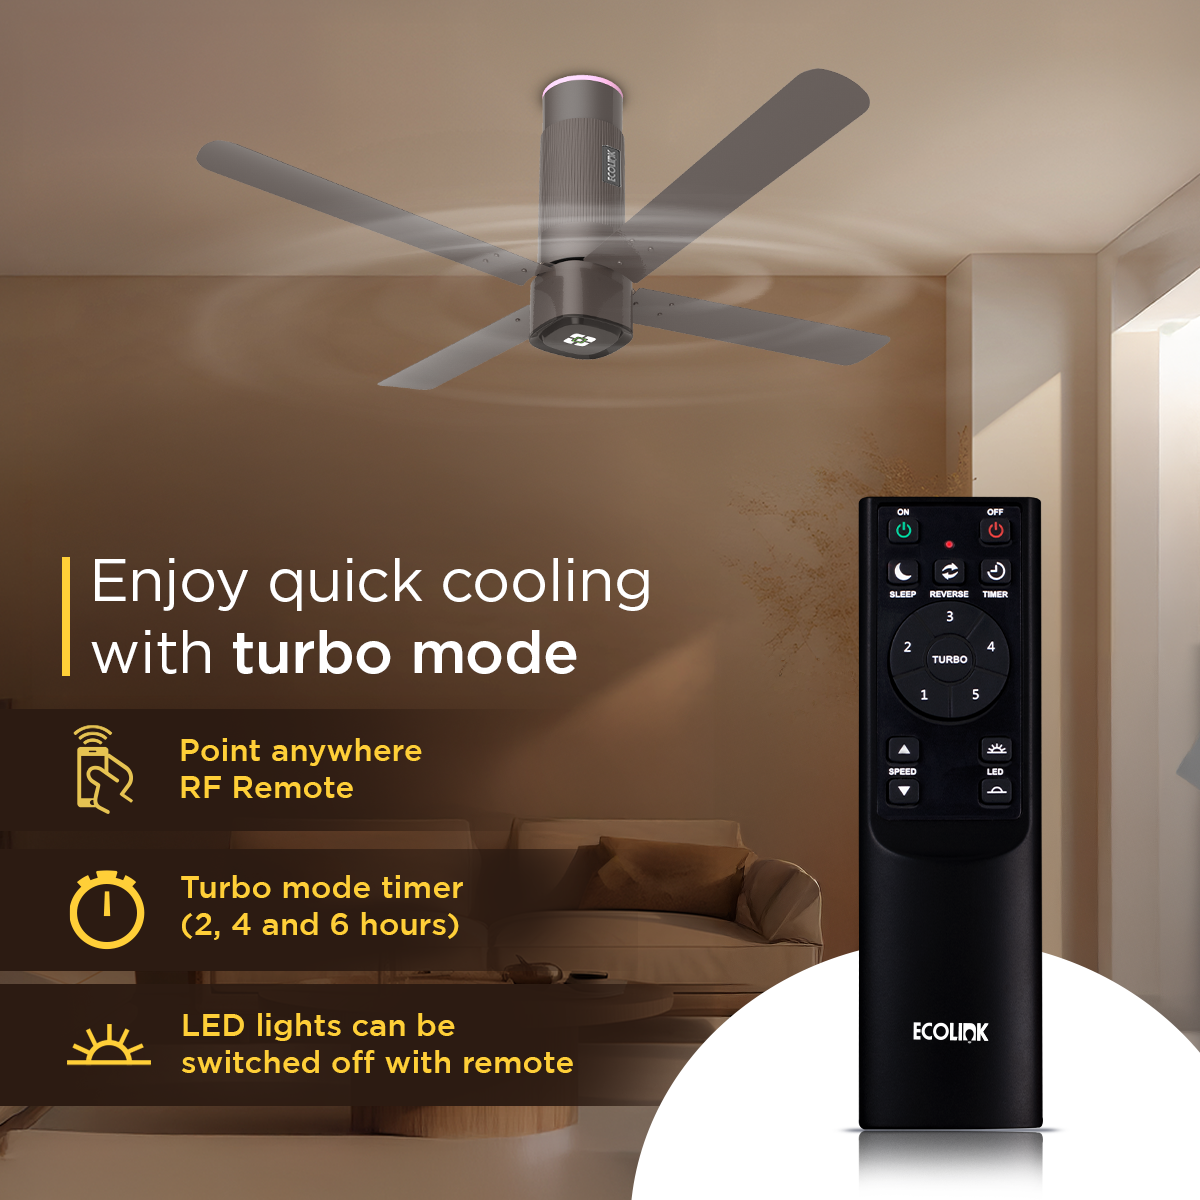 ECOLINK
Enjoy quick cooling
with turbo mode
Point anywhere
RF Remote
Turbo mode timer
(2, 4 and 6 hours)
LED lights can be
switched off with remote
ON OFF
SLEEP REVERSE TIMER
3
2 4
TURBO
1 5
SPEED LED
ECOLINK